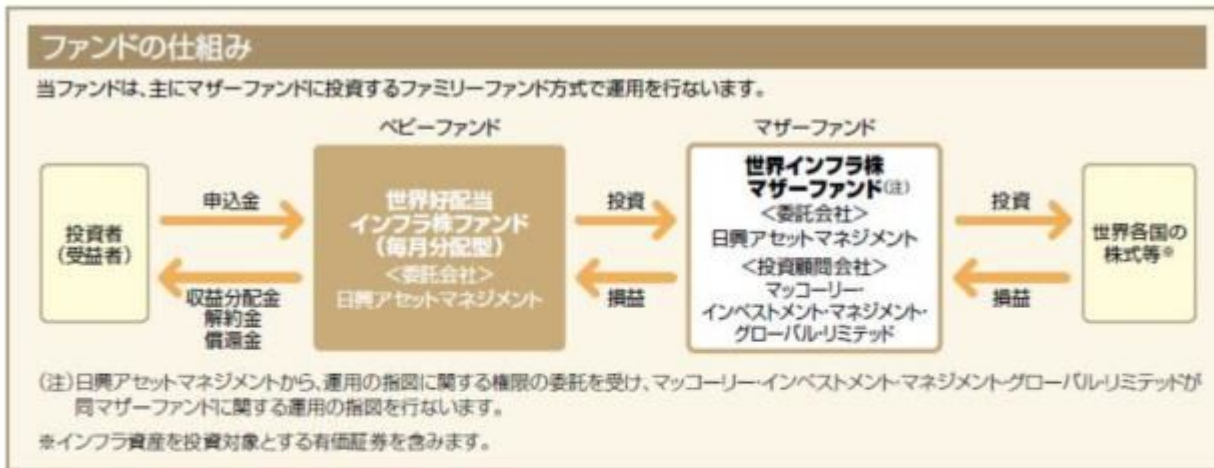 ファンドの仕組み
当ファンドは、主にマザーファンドに投資するファミリーファンド方式で運用を行ないます。
ベビーファンド
マザーファンド
投資者
(受益者)
申込金
収益分配金
解約金
償還金
世界好配当
インフラ株ファンド
(毎月分配型)
<委託会社>
日興アセットマネジメント
投資
損益
世界インフラ株
マザーファンド(注)
<委託会社>
日興アセットマネジメント
<投資顧問会社>
マッコーリー・
インベストメント・マネジメント・
グローバル・リミテッド
投資
損益
世界各国の
株式等※
(注)日興アセットマネジメントから、運用の指図に関する権限の委託を受け、マッコーリー・インベストメント・マネジメント・グローバル・リミテッドが
同マザーファンドに関する運用の指図を行ないます。
※インフラ資産を投資対象とする有価証券を含みます。